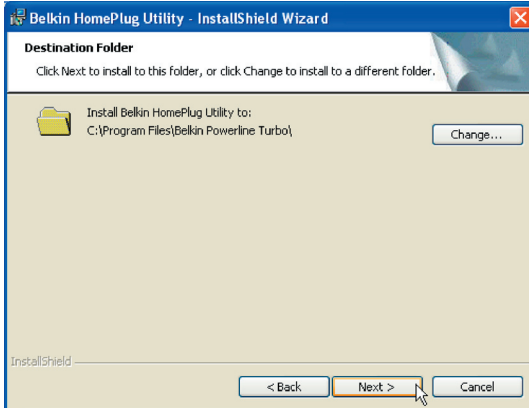 Belkin HomePlug Utility - InstallShield Wizard
Destination Folder
Click Next to install to this folder, or click Change to install to a different folder.
Install Belkin HomePlug Utility to:
C:\Program Files\Belkin Powerline Turbo\
Change...
InstallShield
< Back
Next >
Cancel